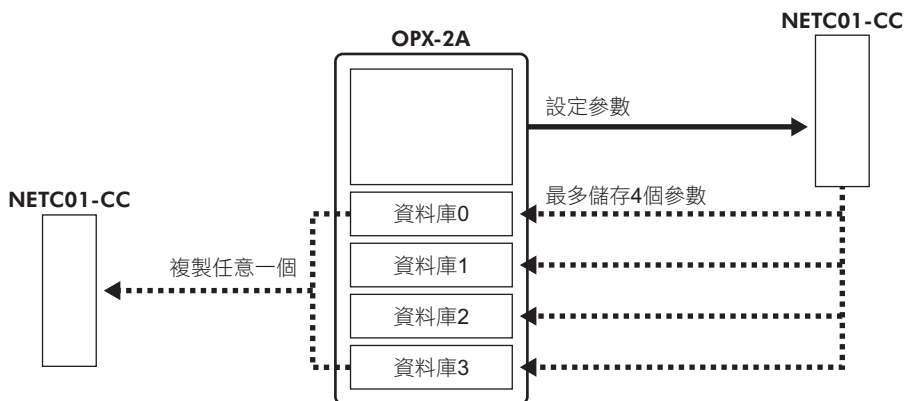 NETC01-CC
OPX-2A
設定參數
NETC01-CC
最多儲存4個參數
資料庫0
複製任意一個
資料庫1
資料庫2
資料庫3